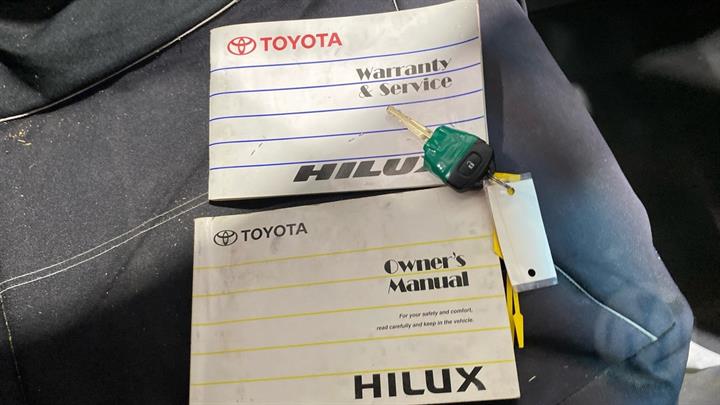 TOYOTA
Warranty
& Service
HILUX
TOYOTA
Owner's
Manual
For your safety and comfort,
read carefully and keep in the vehicle.
HILUX